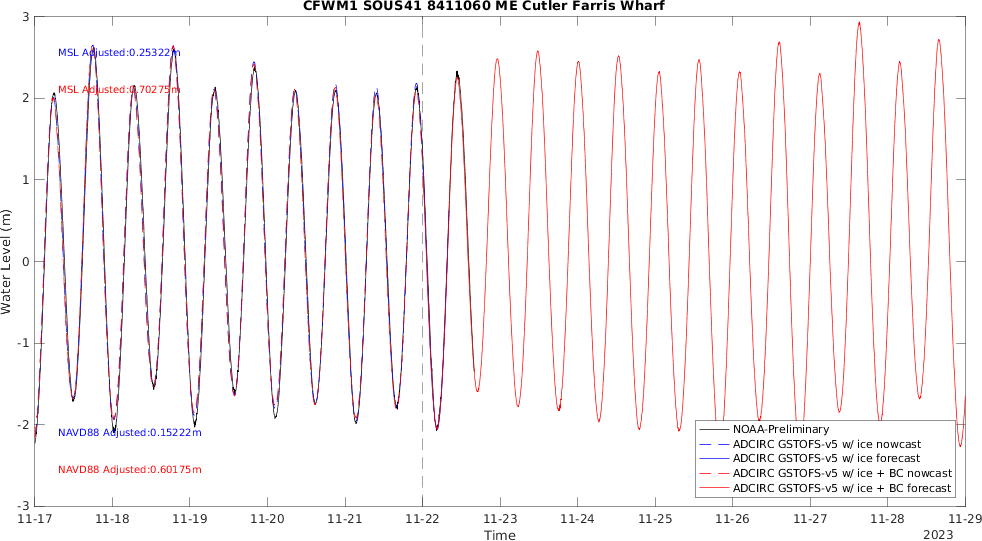 CFWM1 SOUS41 8411060 ME Cutler Farris Wharf
3
2
1
0
-1
-2
-3
Water Level (m)
MSL Adjusted:0.25322m
MSL Adjusted:0.70275m
NAVD88 Adjusted:0.15222m
NAVD88 Adjusted:0.60175m
NOAA-Preliminary
ADCIRC GSTOFS-v5 w/ ice nowcast
ADCIRC GSTOFS-v5 w/ ice forecast
ADCIRC GSTOFS-v5 w/ ice + BC nowcast
ADCIRC GSTOFS-v5 w/ ice + BC forecast
11-17 11-18 11-19 11-20 11-21 11-22 11-23 11-24 11-25 11-26 11-27 11-28 11-29
Time
2023